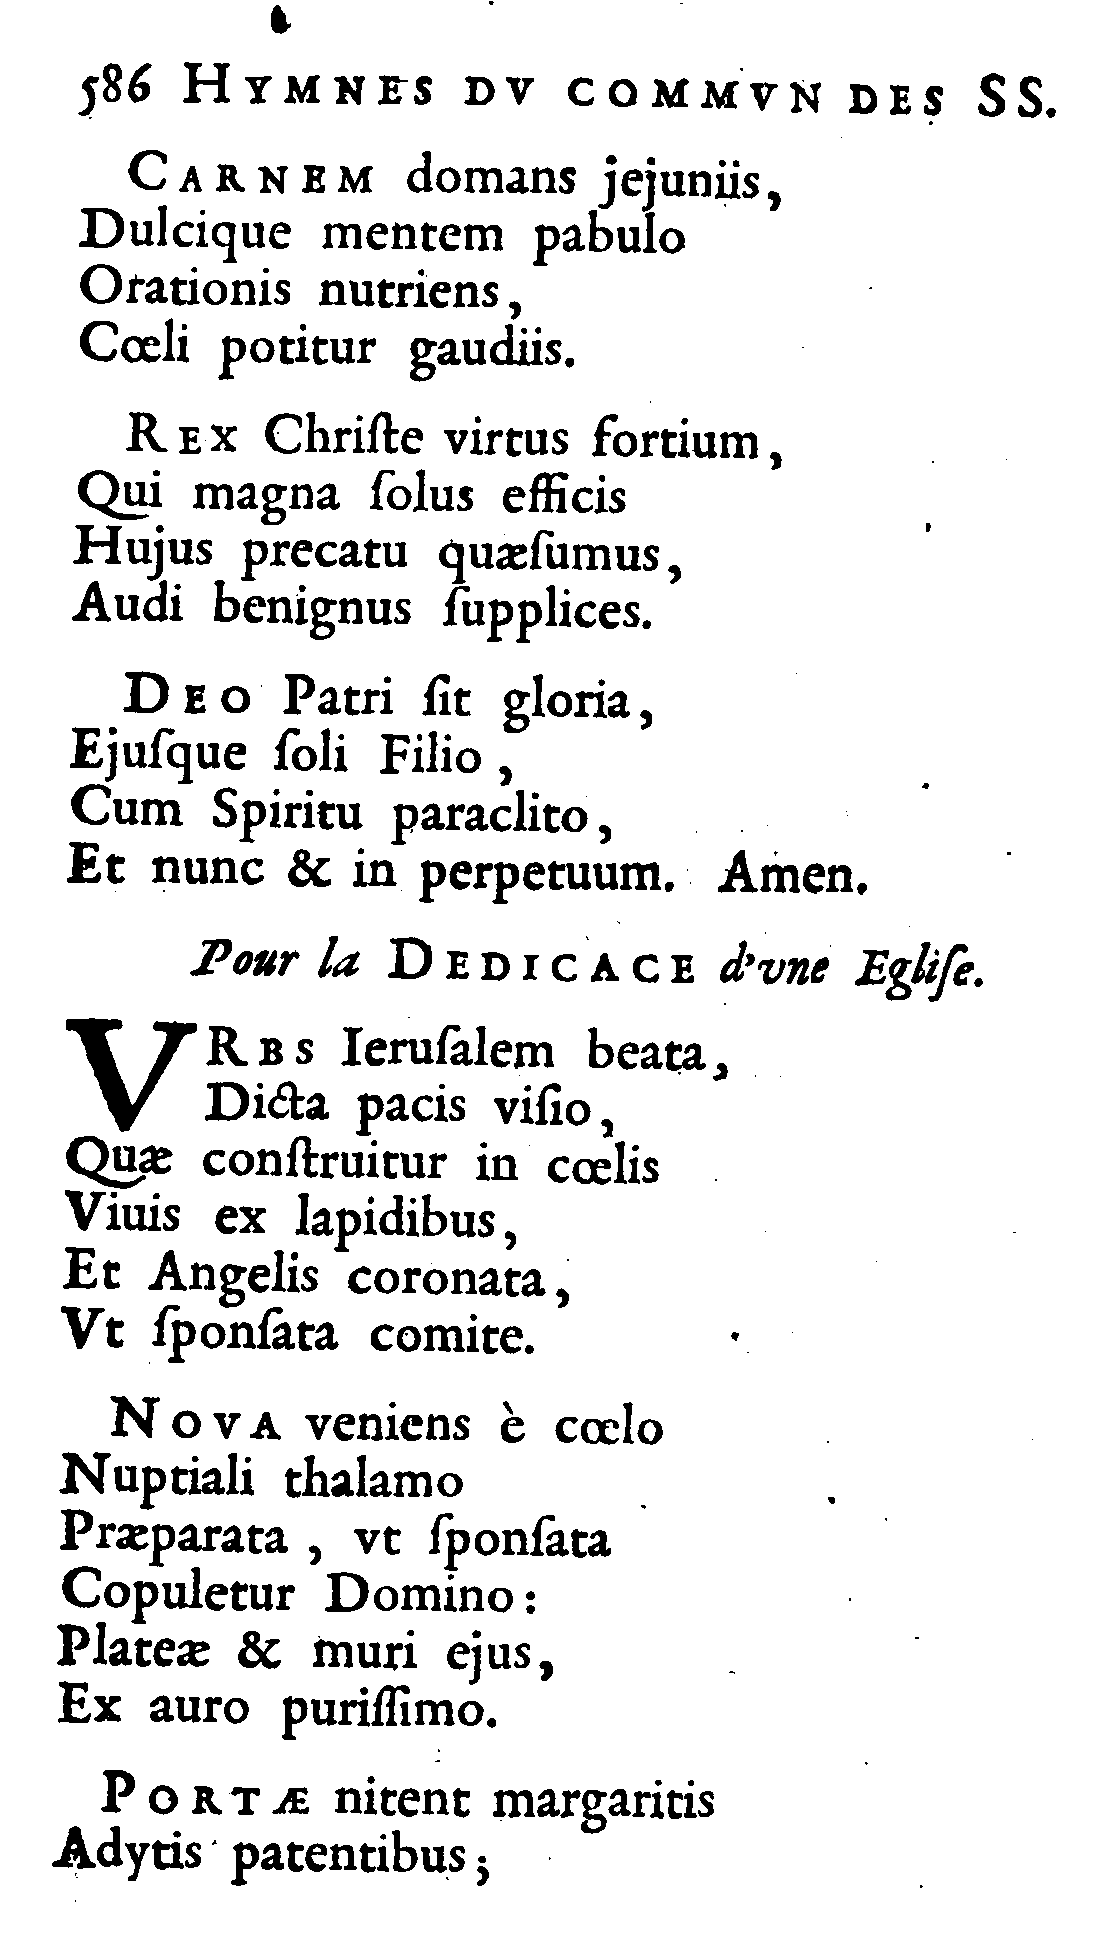 586 HYMNES DV COMMVN DES SS.
CARNEM domans jejuniis,
Dulcique mentem pabulo
Orationis nutriens,
Cœli potitur gaudiis.
REX Chriſte virtus fortium,
Qui magna ſolus efficis
Hujus precatu quæſumus,
Audi benignus ſupplices.
DEO Patri ſit gloria,
Ejuſque ſoli Filio,
Cum Spiritu paraclito,
Et nunc & in perpetuum. Amen.
Pour la DEDICACE d'vne Egliſe.
VRBS Ieruſalem beata,
Dicta pacis viſio,
Quæ conſtruitur in cœlis
Viuis ex lapidibus,
Et Angelis coronata,
Vt ſponſata comite.
NOVA veniens è cœlo
Nuptiali thalamo
Præparata, vt ſponſata
Copuletur Domino:
Plateæ & muri ejus,
Ex auro puriſſimo.
PORTÆ nitent margaritis
Adytis patentibus;